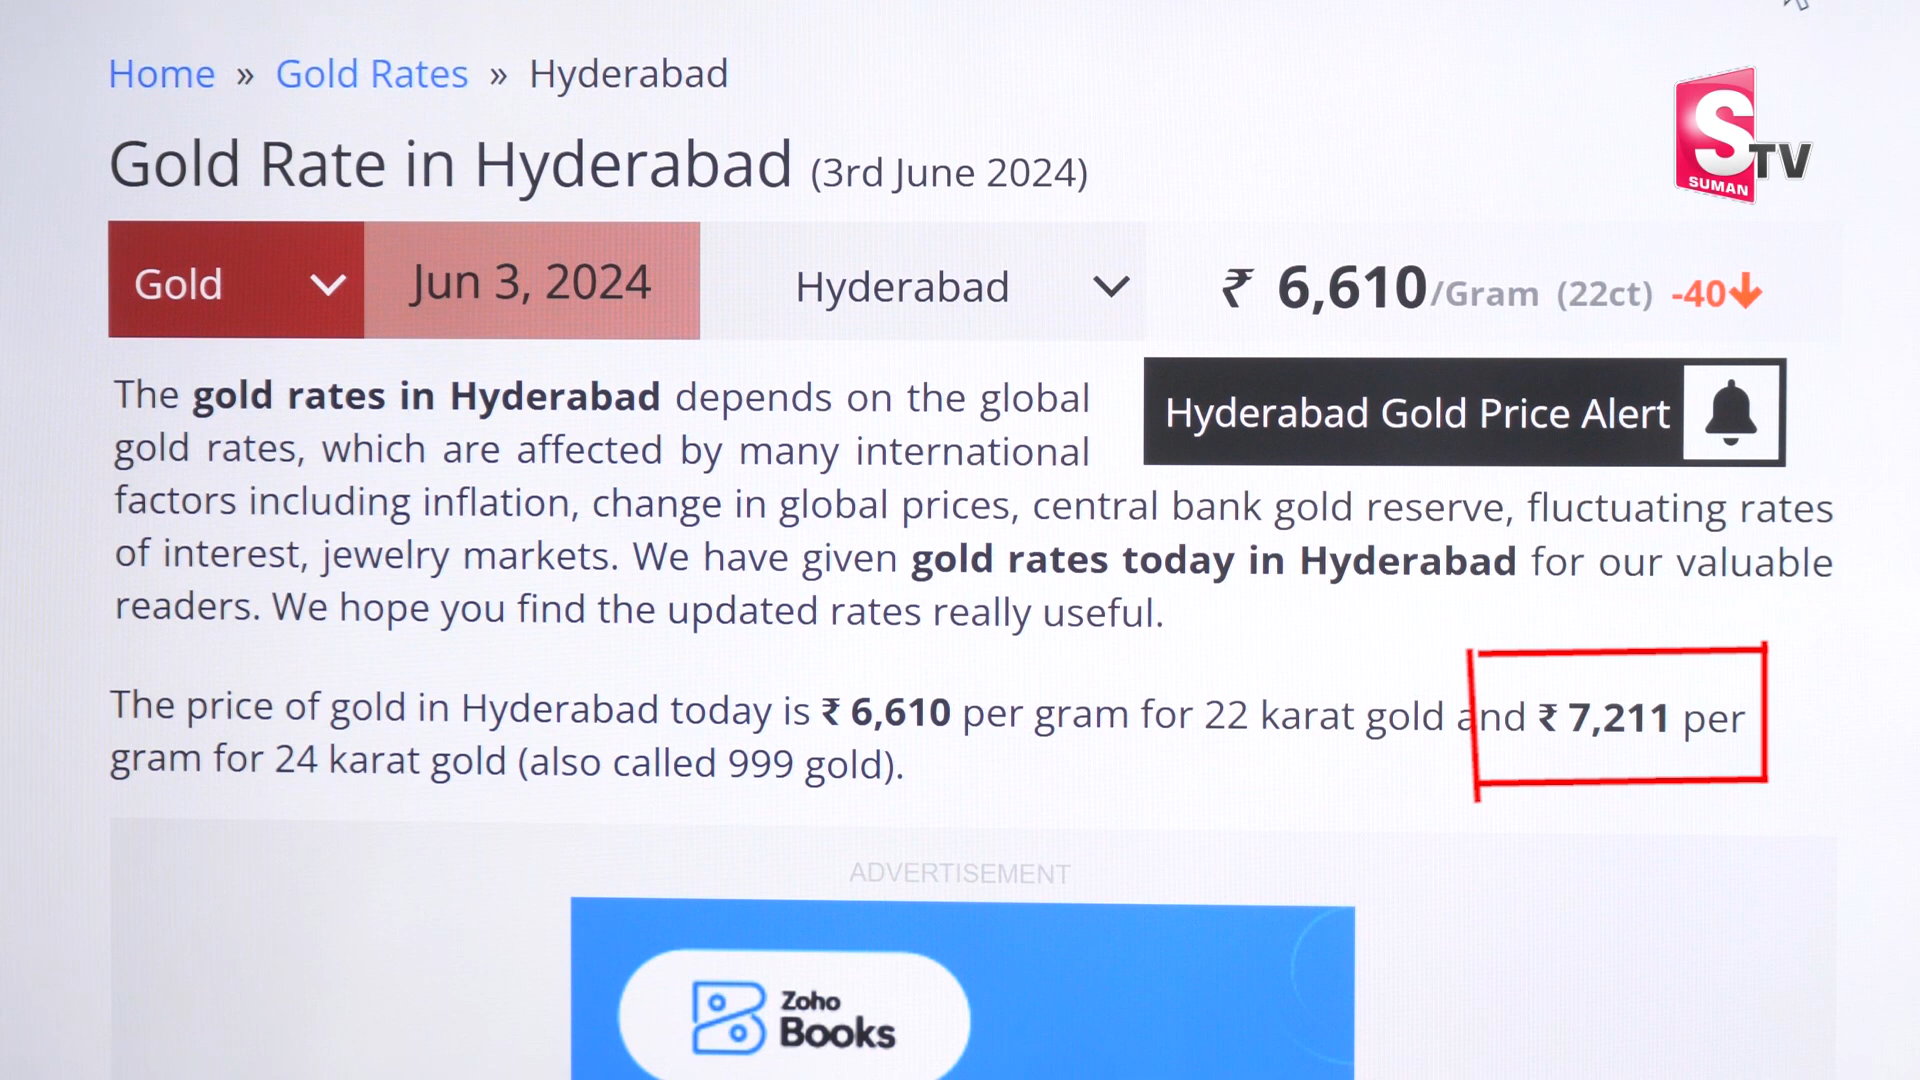 Home » Gold Rates » Hyderabad
S TV
SUMAN
Gold Rate in Hyderabad (3rd June 2024)
Gold Jun 3, 2024 Hyderabad ₹ 6,610/Gram (22ct) -40
The gold rates in Hyderabad depends on the global
gold rates, which are affected by many international
Hyderabad Gold Price Alert
factors including inflation, change in global prices, central bank gold reserve, fluctuating rates
of interest, jewelry markets. We have given gold rates today in Hyderabad for our valuable
readers. We hope you find the updated rates really useful.
The price of gold in Hyderabad today is ₹ 6,610 per gram for 22 karat gold and ₹ 7,211 per
gram for 24 karat gold (also called 999 gold).
ADVERTISEMENT
Zoho
Books